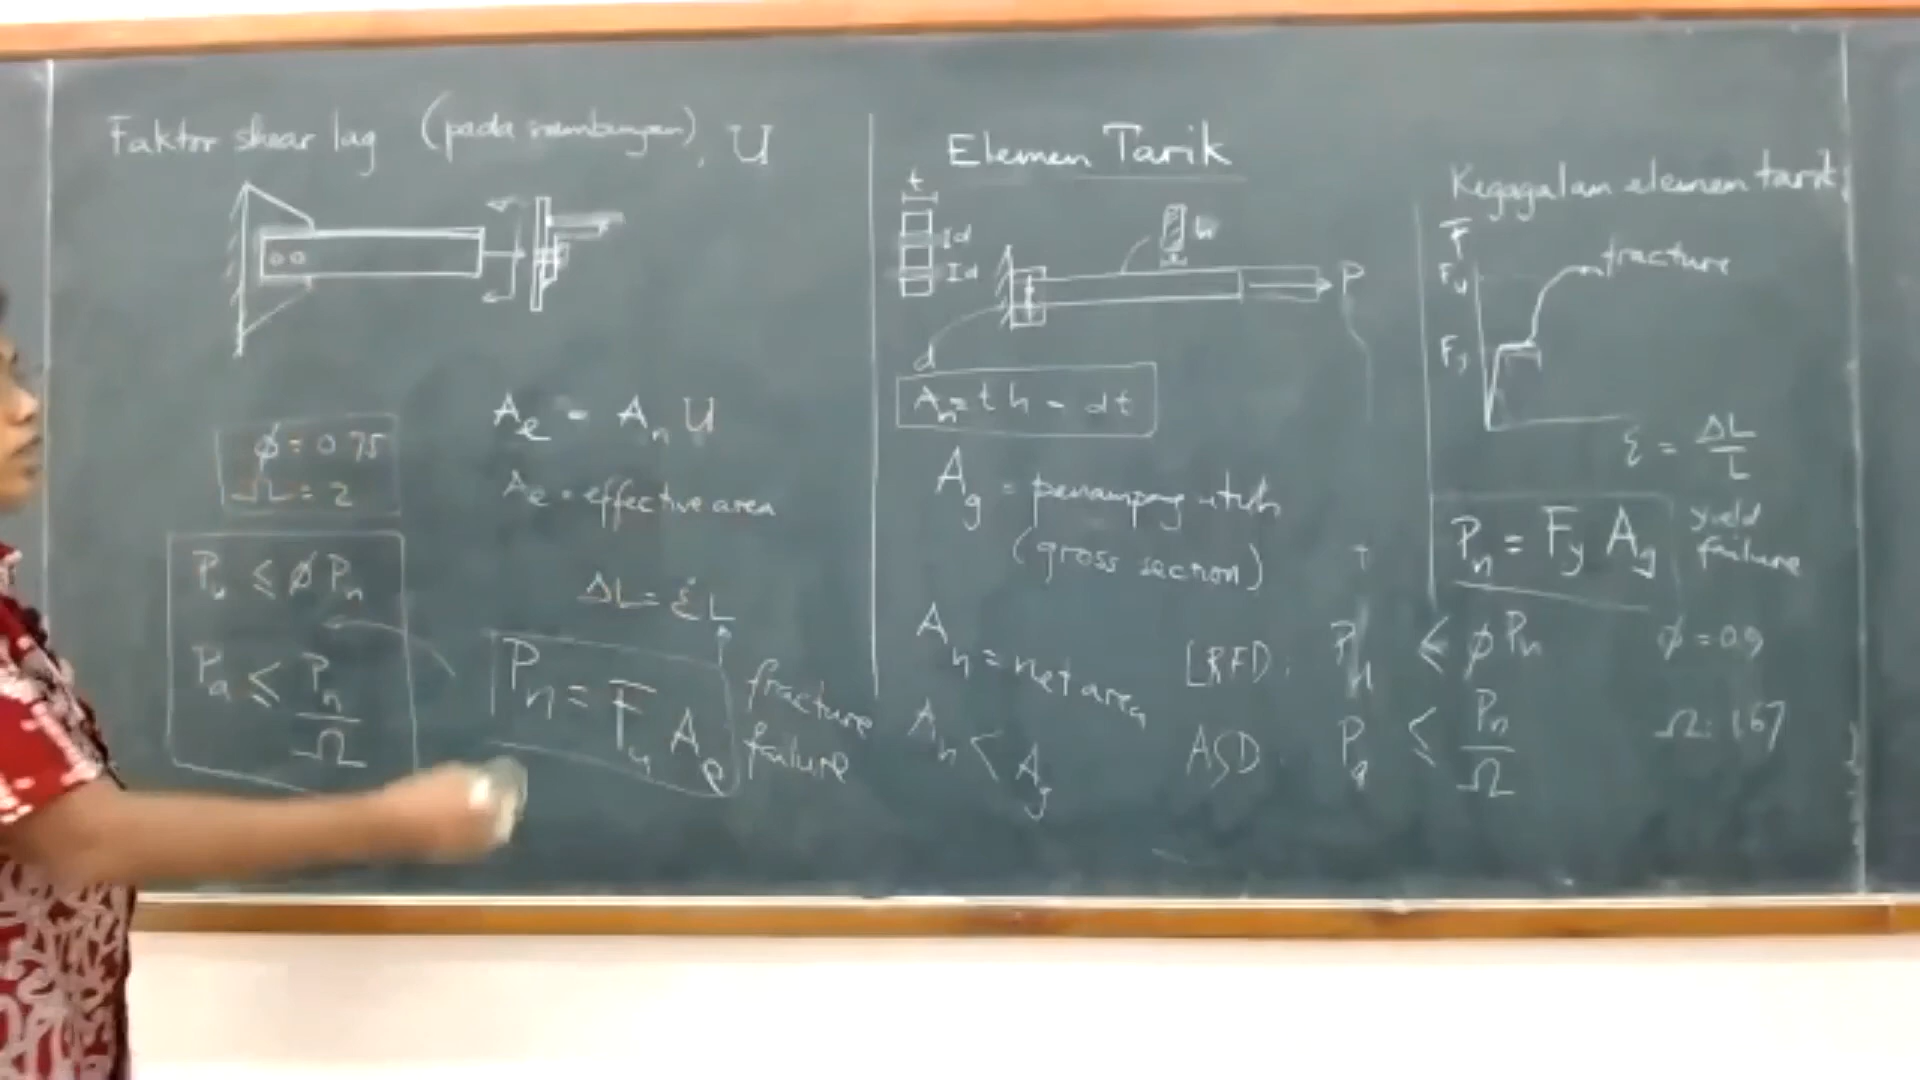 Faktor shear lag (pada sambungan), U
φ = 0.75
Ω = 2
Ae = An U
Ae = effective area
Pu ≤ φ Pn
Pa ≤ Pn/Ω
ΔL = ε L
Pn = Fu Ae
fracture
failure
Elemen Tarik
t
d
d
h
P
d
An = t h - dt
Ag = penampang utuh
(gross section)
An = net area
An < Ag
LRFD: Pu ≤ φ Pn φ = 0.9
ASD: Pa ≤ Pn/Ω Ω = 1.67
Kegagalan elemen tarik
F
Fu
fracture
Fy
ε = ΔL/L
Pn = Fy Ag
yield
failure